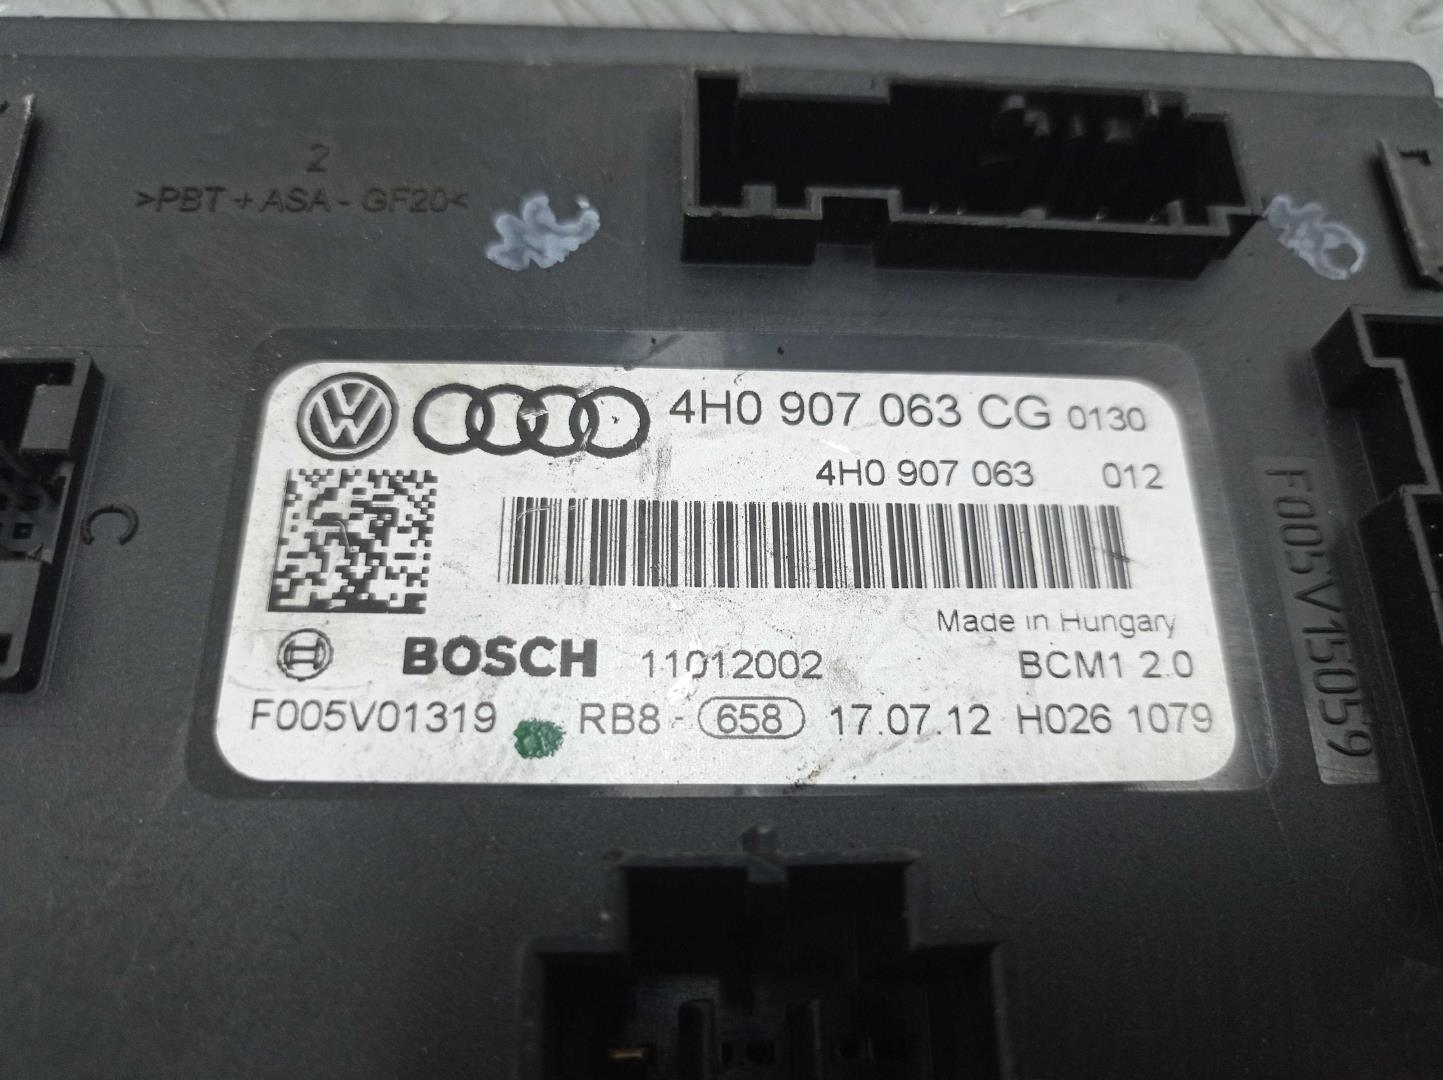 2
>PBT + ASA - GF20<
4H0 907 063 CG 0130
4H0 907 063 012
C
F005V15059
Made in Hungary
BOSCH 11012002 BCM1 2.0
F005V01319 RB8 - 658 17.07.12 H026 1079